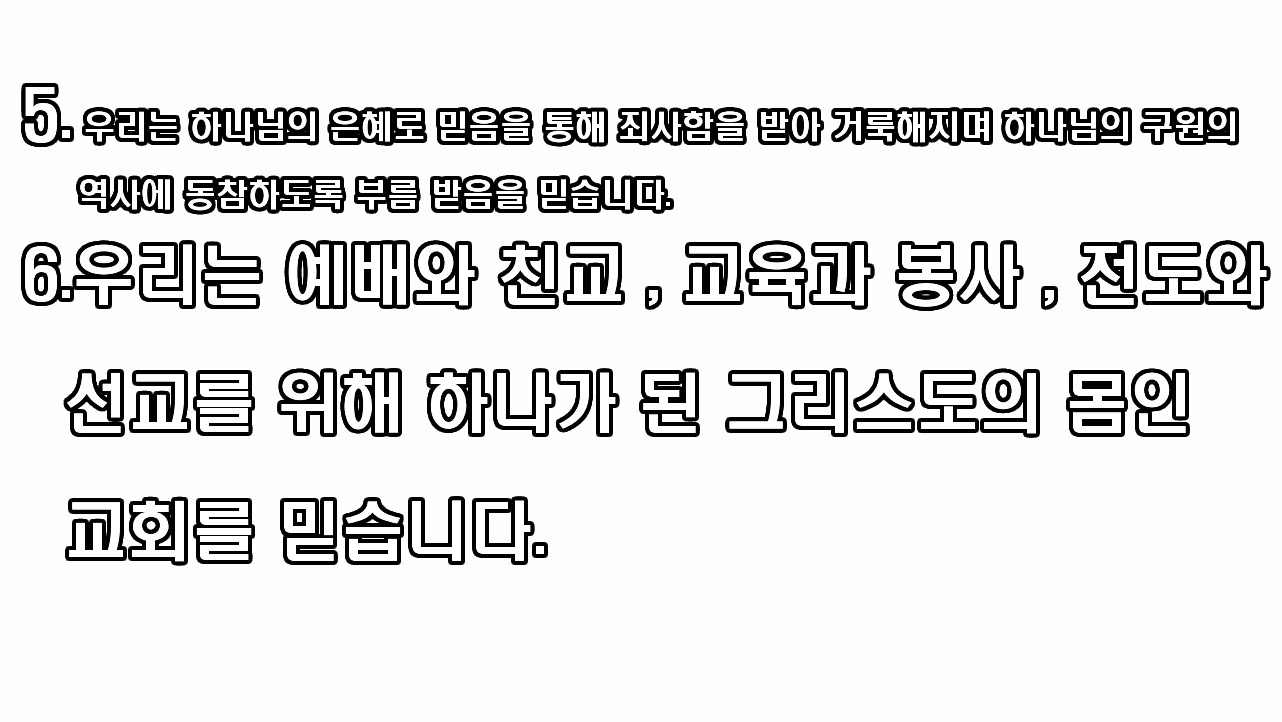 5. 우리는 하나님의 은혜로 믿음을 통해 죄사함을 받아 거룩해지며 하나님의 구원의
역사에 동참하도록 부름 받음을 믿습니다.
6.우리는 예배와 친교 , 교육과 봉사 , 전도와
선교를 위해 하나가 된 그리스도의 몸인
교회를 믿습니다.